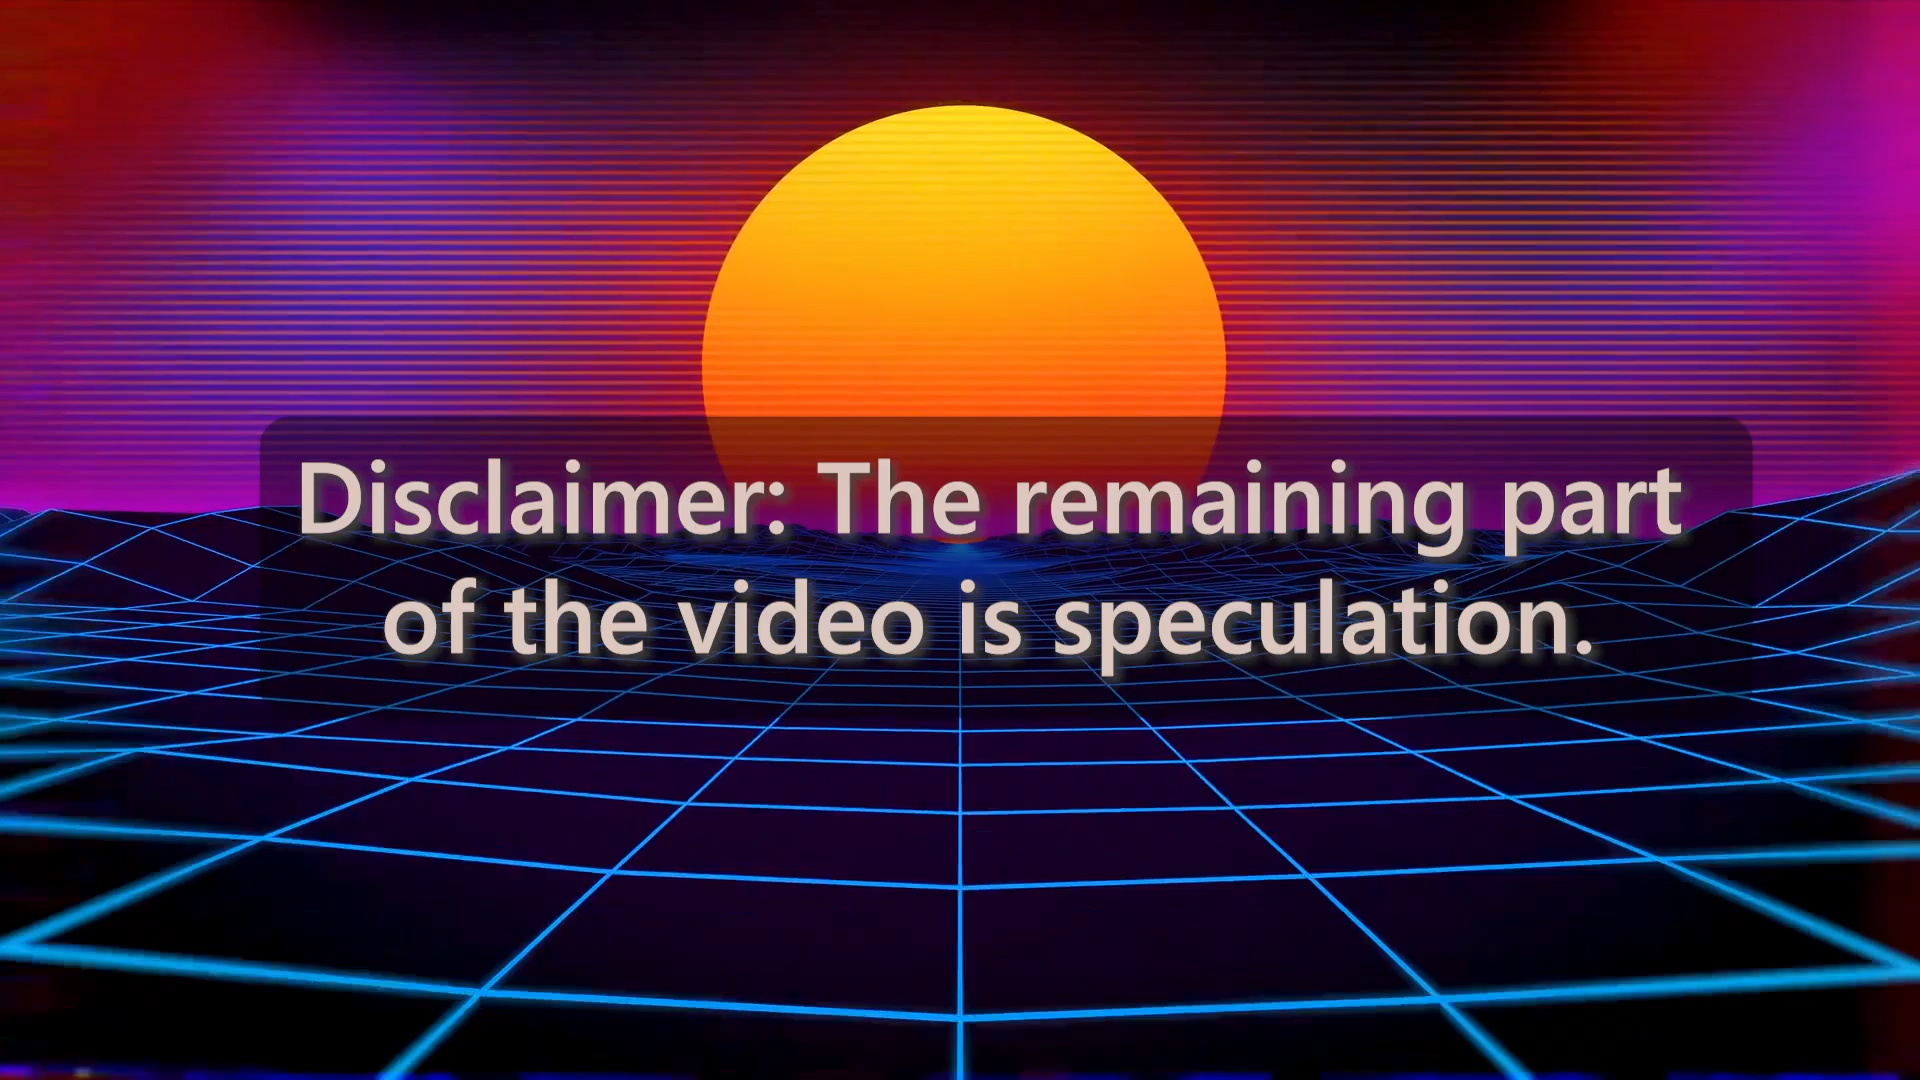 Disclaimer: The remaining part
of the video is speculation.